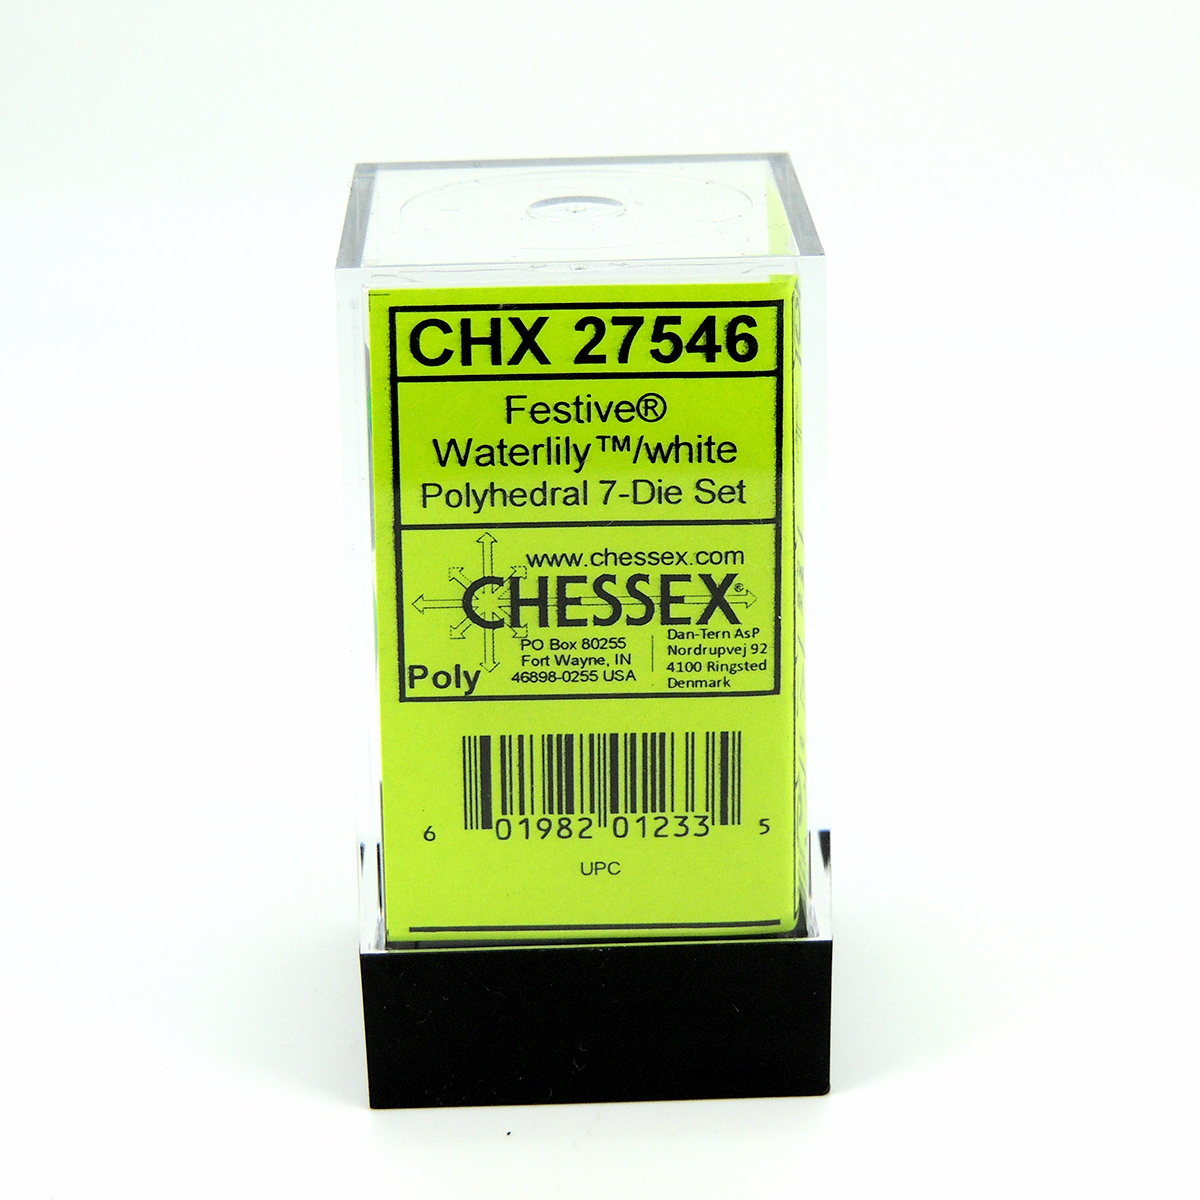 CHX 27546
Festive®
Waterlily™/white
Polyhedral 7-Die Set
www.chessex.com
CHESSEX®
PO Box 80255
Fort Wayne, IN
46898-0255 USA
Dan-Tern AsP
Nordrupvej 92
4100 Ringsted
Denmark
Poly
6 01982 01233 5
UPC